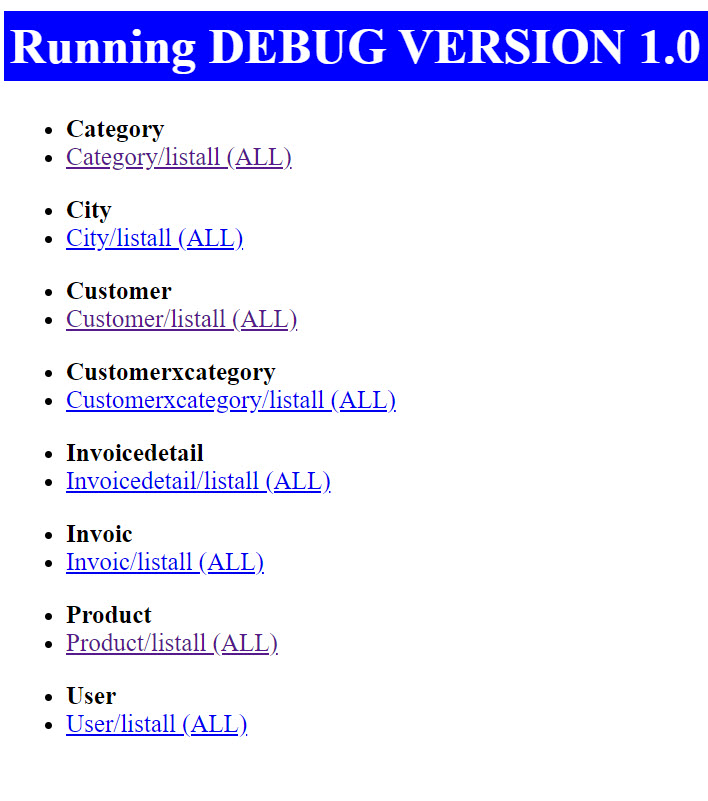 Running DEBUG VERSION 1.0
Category
Category/listall (ALL)
City
City/listall (ALL)
Customer
Customer/listall (ALL)
Customerxcategory
Customerxcategory/listall (ALL)
Invoicedetail
Invoicedetail/listall (ALL)
Invoic
Invoic/listall (ALL)
Product
Product/listall (ALL)
User
User/listall (ALL)